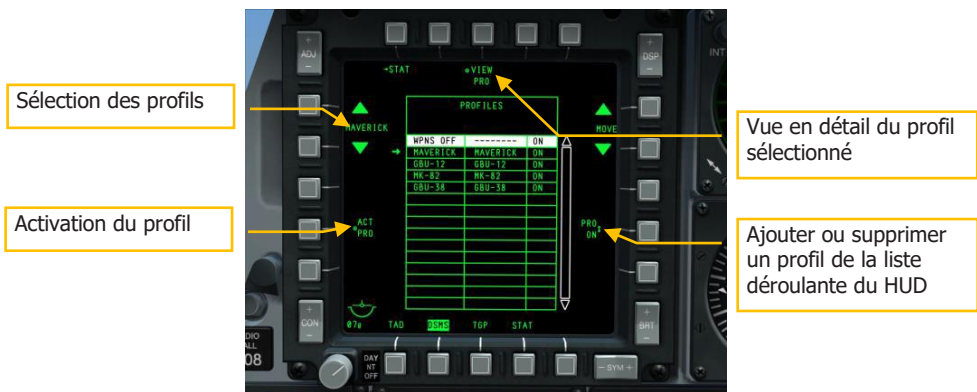 Sélection des profils
Activation du profil
Vue en détail du profil
sélectionné
Ajouter ou supprimer
un profil de la liste
déroulante du HUD
+
ADJ
-
+
DSP
-
INT
STAT
VIEW
PRO
PROFILES
MAVERICK
MOVE
WPNS OFF -------- ON
MAVERICK MAVERICK ON
GBU-12 GBU-12 ON
MK-82 MK-82 ON
GBU-38 GBU-38 ON
ACT
PRO
PRO
ON
+
CON
-
+
BRT
-
TAD DSMS TGP STAT
ALL
08
DAY
NT
OFF
- SYM +